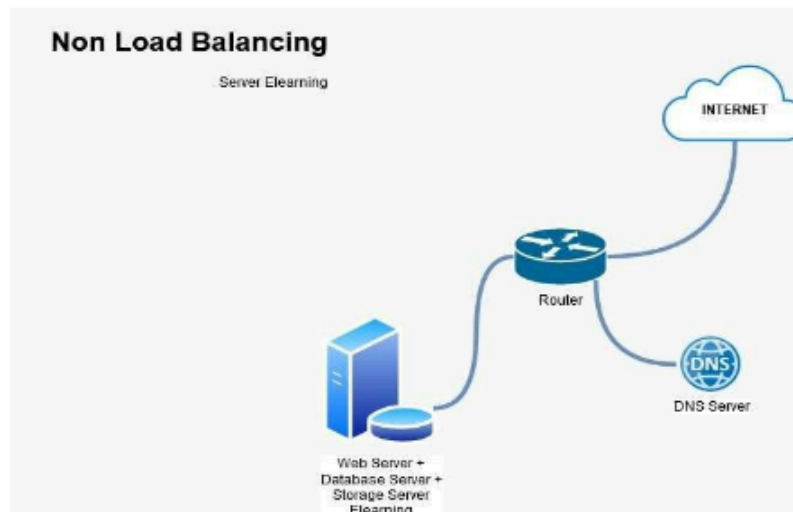 Non Load Balancing
Server Elearning
INTERNET
Router
DNS
DNS Server
Web Server +
Database Server +
Storage Server
Elearning